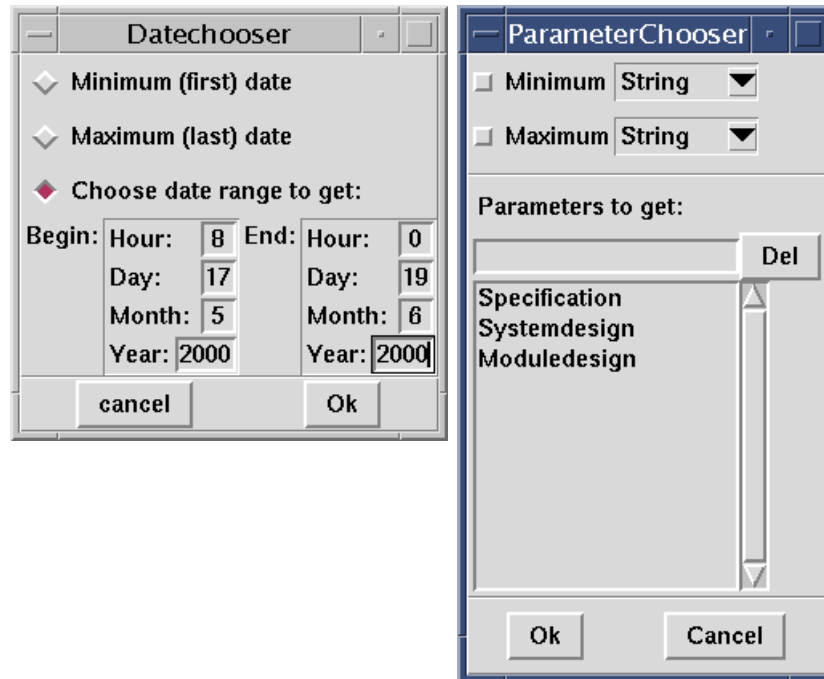 Datechooser
Minimum (first) date
Maximum (last) date
Choose date range to get:
Begin: Hour: 8 End: Hour: 0
Day: 17 Day: 19
Month: 5 Month: 6
Year: 2000 Year: 2000
cancel Ok
ParameterChooser
Minimum String
Maximum String
Parameters to get:
Del
Specification
Systemdesign
Moduledesign
Ok Cancel